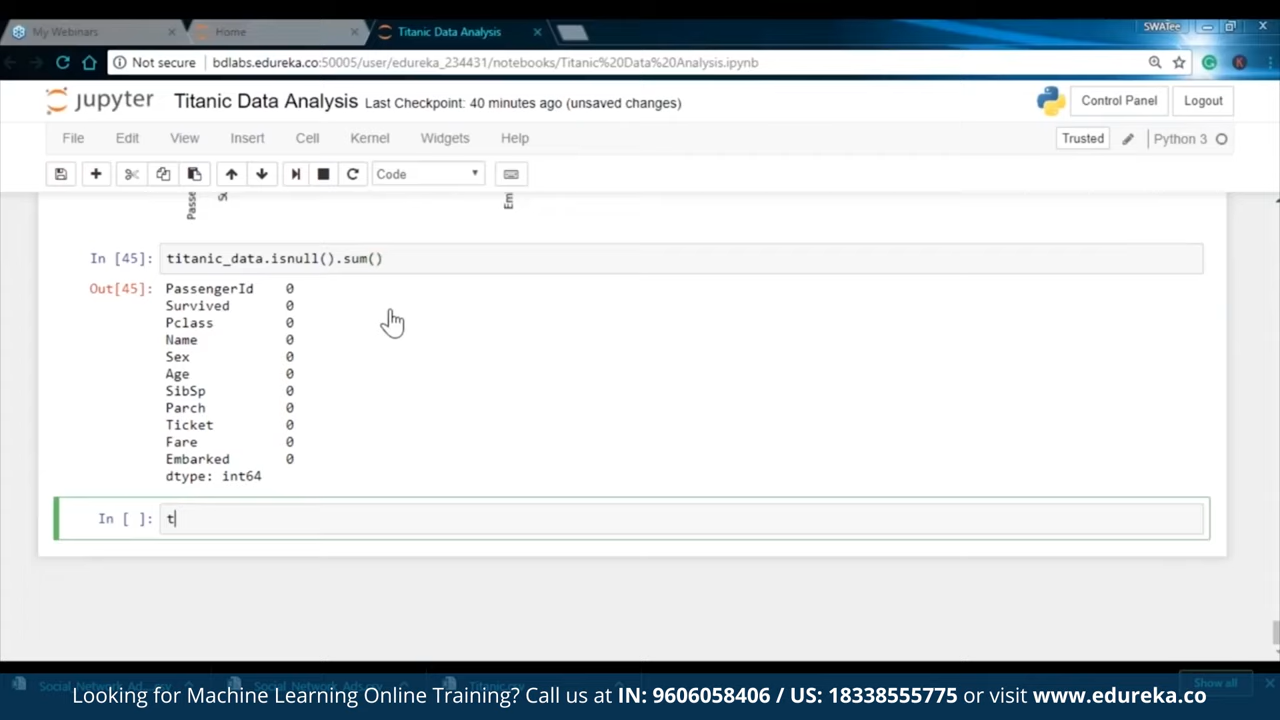 My Webinars
Home
Titanic Data Analysis
SWATee
Not secure
bdlabs.edureka.co:50005/user/edureka_234431/notebooks/Titanic%20Data%20Analysis.ipynb
K
jupyter Titanic Data Analysis Last Checkpoint: 40 minutes ago (unsaved changes)
Control Panel
Logout
File Edit View Insert Cell Kernel Widgets Help
Trusted
Python 3
Code
Passe
Em
In [45]: titanic_data.isnull().sum()
Out[45]: PassengerId 0
Survived 0
Pclass 0
Name 0
Sex 0
Age 0
SibSp 0
Parch 0
Ticket 0
Fare 0
Embarked 0
dtype: int64
In [ ]: t
Show all
Looking for Machine Learning Online Training? Call us at IN: 9606058406 / US: 18338555775 or visit www.edureka.co